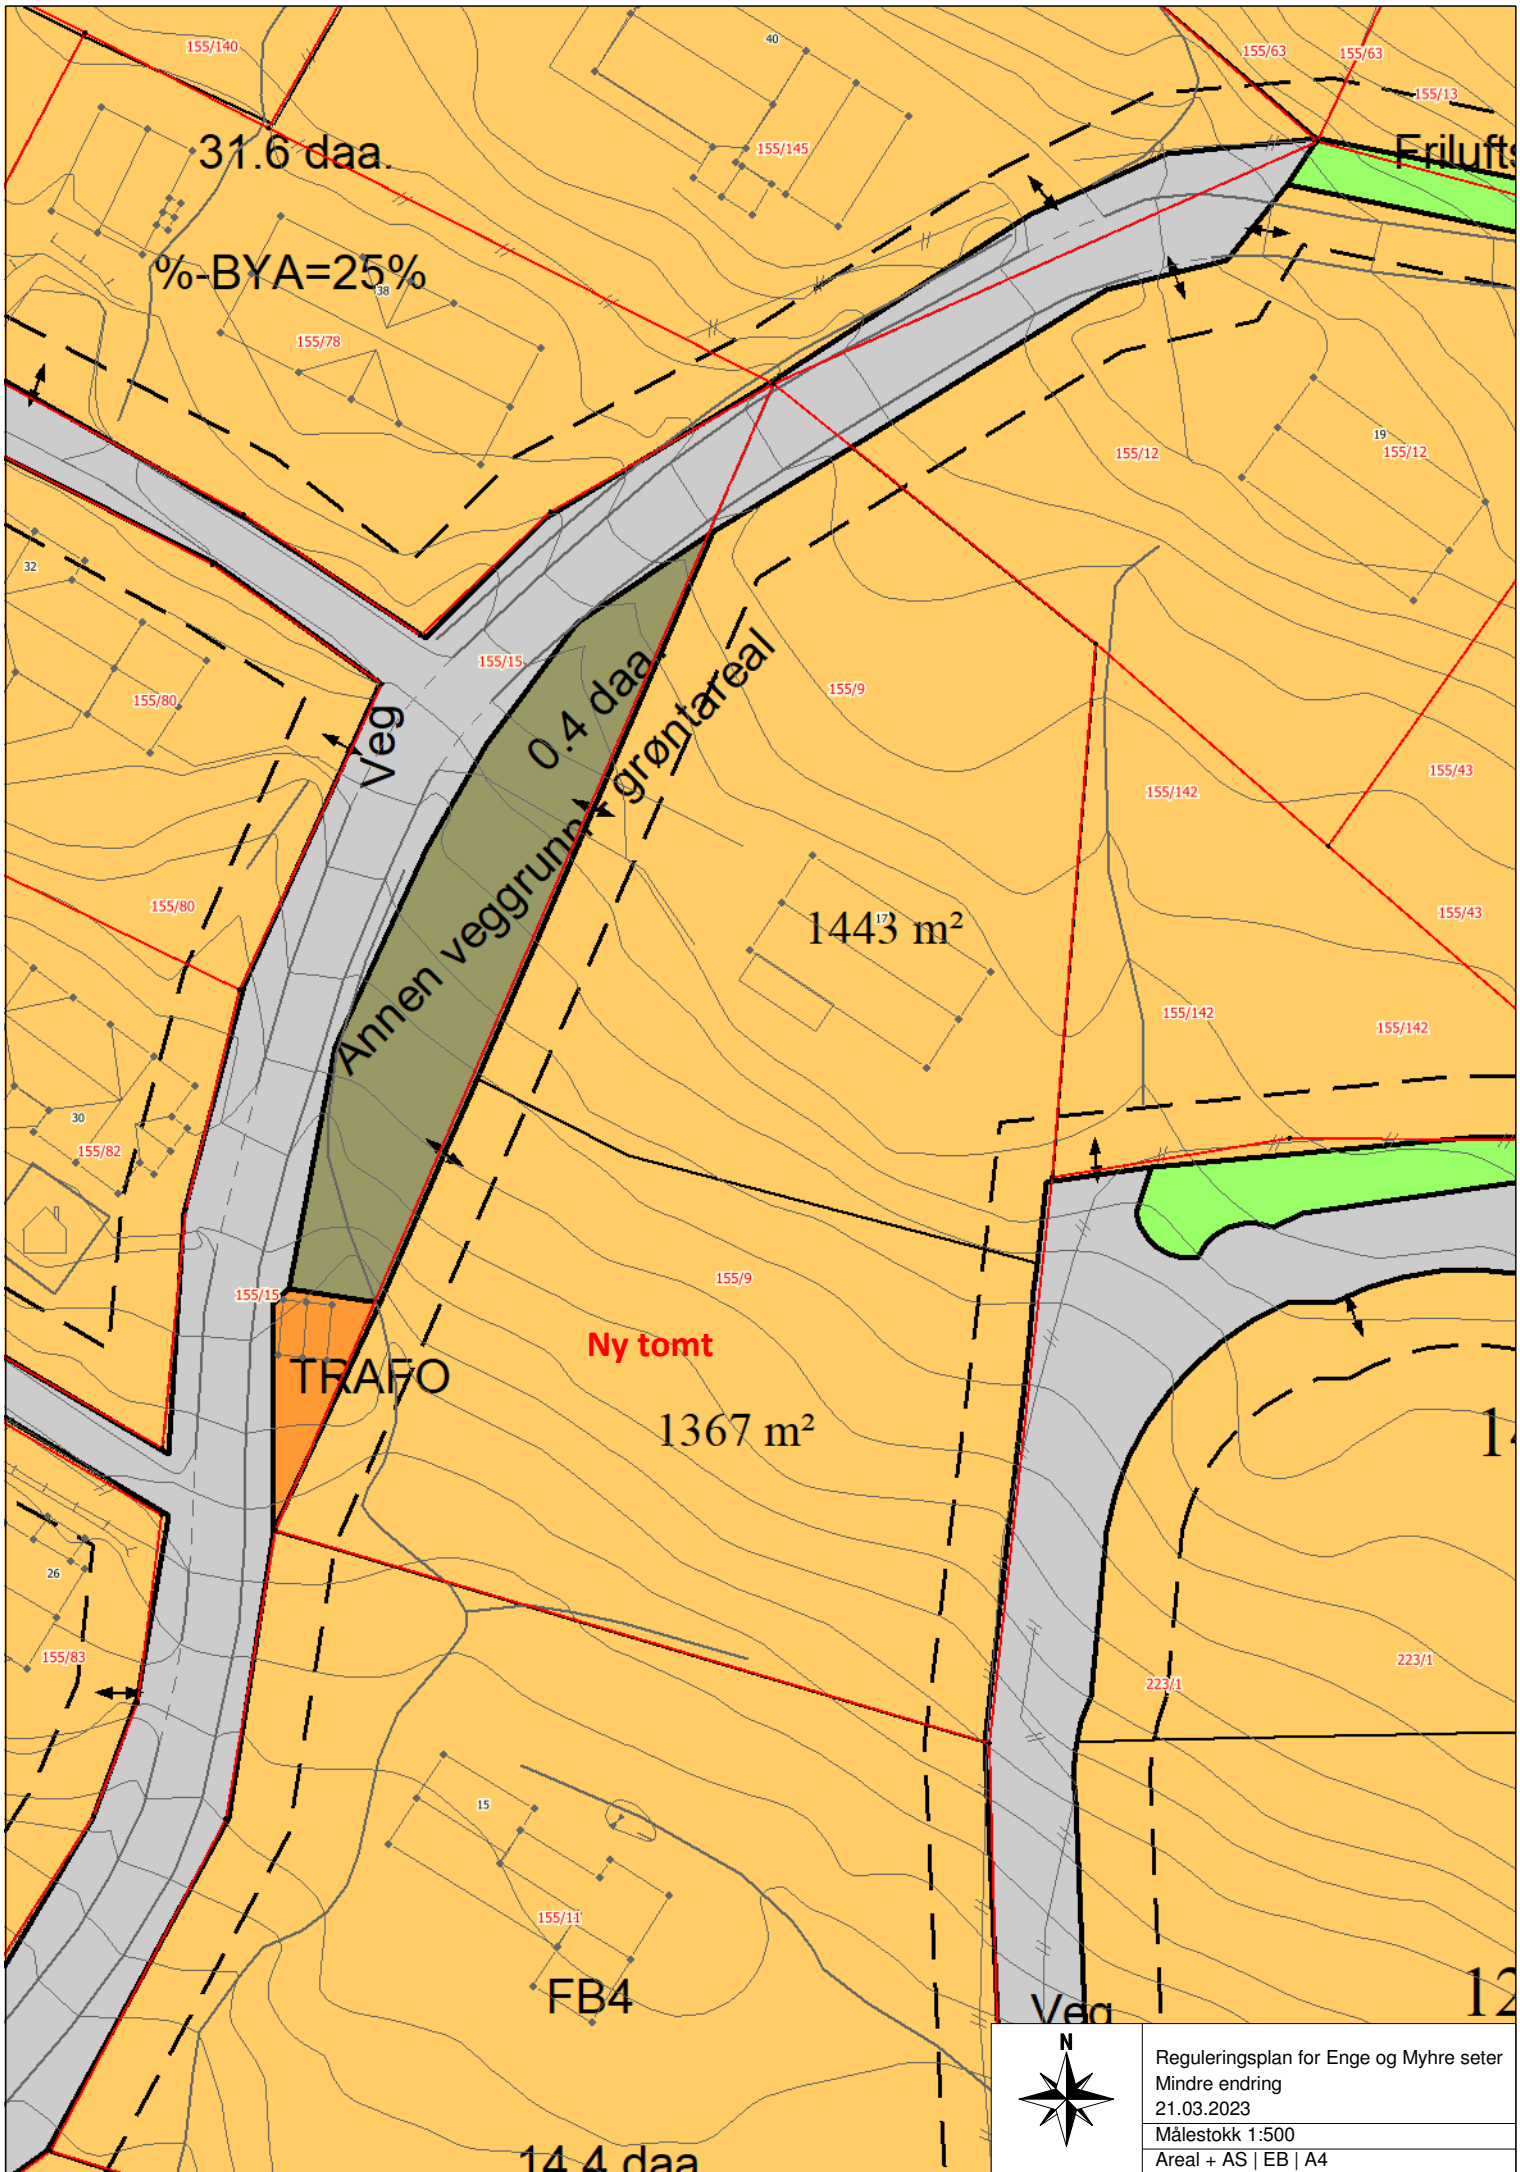 155/140
40
155/63
155/63
155/13
31.6 daa.
155/145
Frilufts
%-BYA=25%
38
155/78
19
155/12
155/12
32
155/15
155/80
Veg
0.4 daa
155/9
Annen veggrunn - grøntareal
155/43
155/142
155/80
17
1443 m²
155/43
155/142
155/142
30
155/82
155/15
155/9
Ny tomt
TRAFO
1367 m²
14
26
155/83
223/1
223/1
15
155/11
FB4
12
Veg
N
Reguleringsplan for Enge og Myhre seter
Mindre endring
21.03.2023
Målestokk 1:500
Areal + AS | EB | A4
14.4 daa